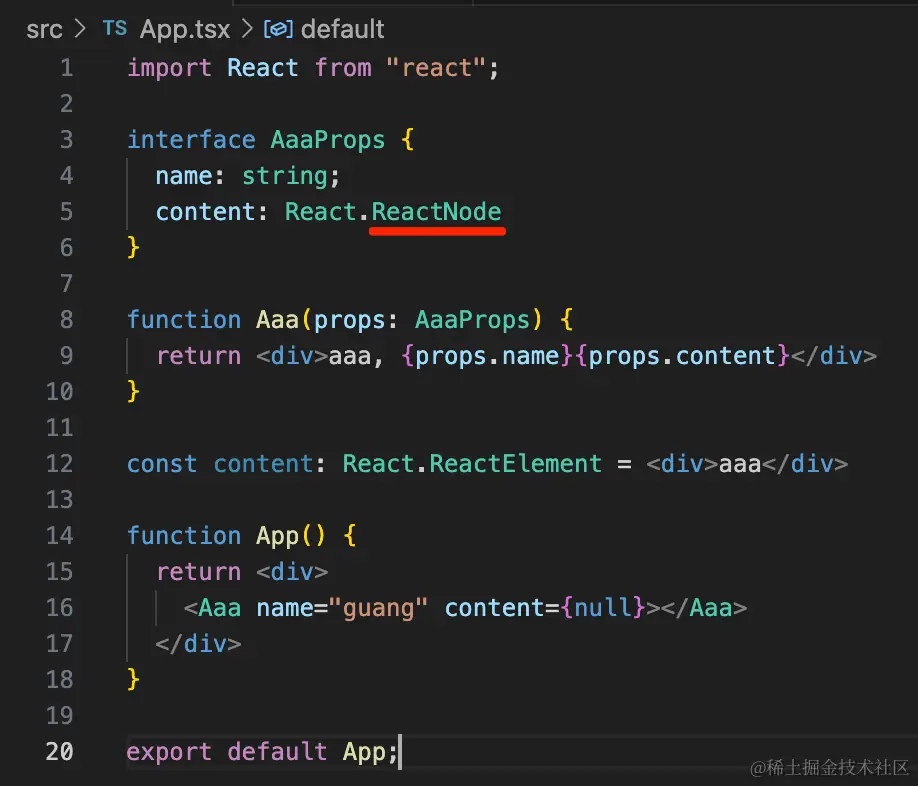 src > TS App.tsx > default
1 import React from "react";
2
3 interface AaaProps {
4 name: string;
5 content: React.ReactNode
6 }
7
8 function Aaa(props: AaaProps) {
9 return <div>aaa, {props.name}{props.content}</div>
10 }
11
12 const content: React.ReactElement = <div>aaa</div>
13
14 function App() {
15 return <div>
16 <Aaa name="guang" content={null}></Aaa>
17 </div>
18 }
19
20 export default App;
@稀土掘金技术社区